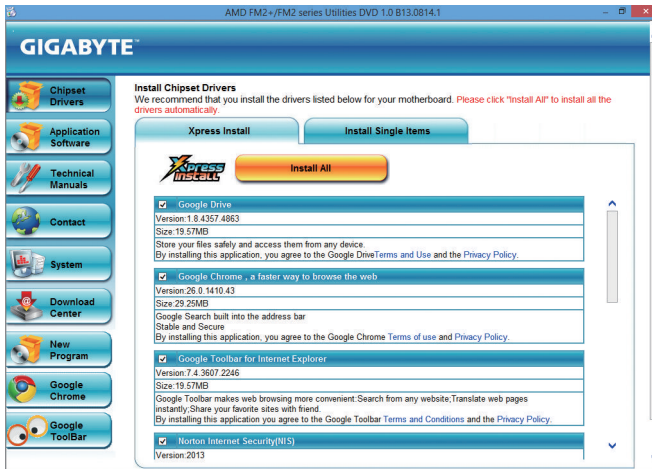 AMD FM2+/FM2 series Utilities DVD 1.0 B13.0814.1
GIGABYTE™
Chipset
Drivers
Application
Software
Technical
Manuals
Contact
System
Download
Center
New
Program
Google
Chrome
Google
ToolBar
Install Chipset Drivers
We recommend that you install the drivers listed below for your motherboard. Please click "Install All" to install all the
drivers automatically.
Xpress Install
Install Single Items
Xpress
Install
Install All
Google Drive
Version:1.8.4357.4863
Size:19.57MB
Store your files safely and access them from any device.
By installing this application, you agree to the Google DriveTerms and Use and the Privacy Policy.
Google Chrome , a faster way to browse the web
Version:26.0.1410.43
Size:29.25MB
Google Search built into the address bar
Stable and Secure
By installing this application, you agree to the Google Chrome Terms of use and Privacy Policy.
Google Toolbar for Internet Explorer
Version:7.4.3607.2246
Size:19.57MB
Google Toolbar makes web browsing more convenient:Search from any website;Translate web pages
instantly;Share your favorite sites with friend.
By installing this application you agree to the Google Toolbar Terms and Conditions and the Privacy Policy.
Norton Internet Security(NIS)
Version:2013